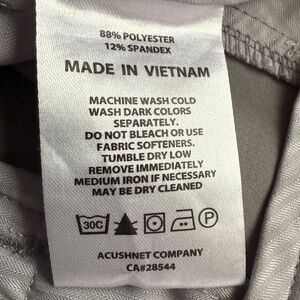 88% POLYESTER
12% SPANDEX
MADE IN VIETNAM
MACHINE WASH COLD
WASH DARK COLORS
SEPARATELY.
DO NOT BLEACH OR USE
FABRIC SOFTENERS.
TUMBLE DRY LOW
REMOVE IMMEDIATELY
MEDIUM IRON IF NECESSARY
MAY BE DRY CLEANED
30C P
ACUSHNET COMPANY
CA#28544